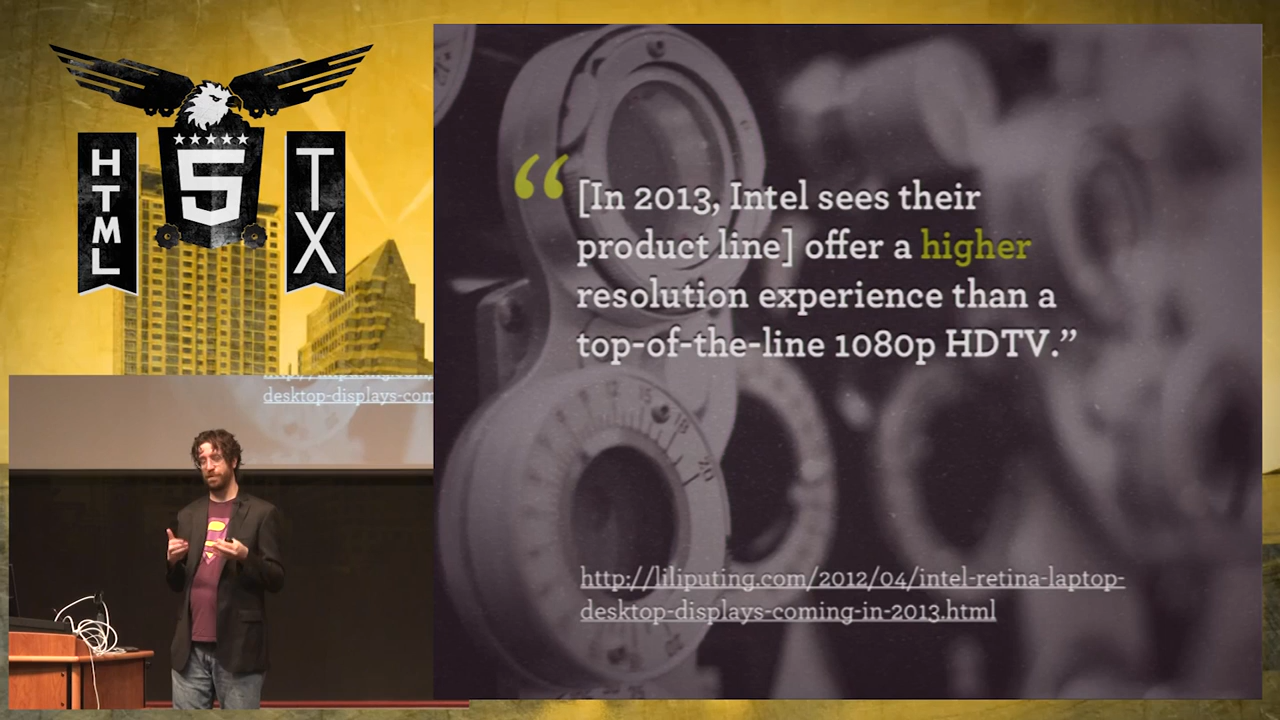 HTML
5
TX
“[In 2013, Intel sees their
product line] offer a higher
resolution experience than a
top-of-the-line 1080p HDTV.”
http://liliputing.com/2012/04/intel-retina-laptop-
desktop-displays-coming-in-2013.html
desktop-displays-com